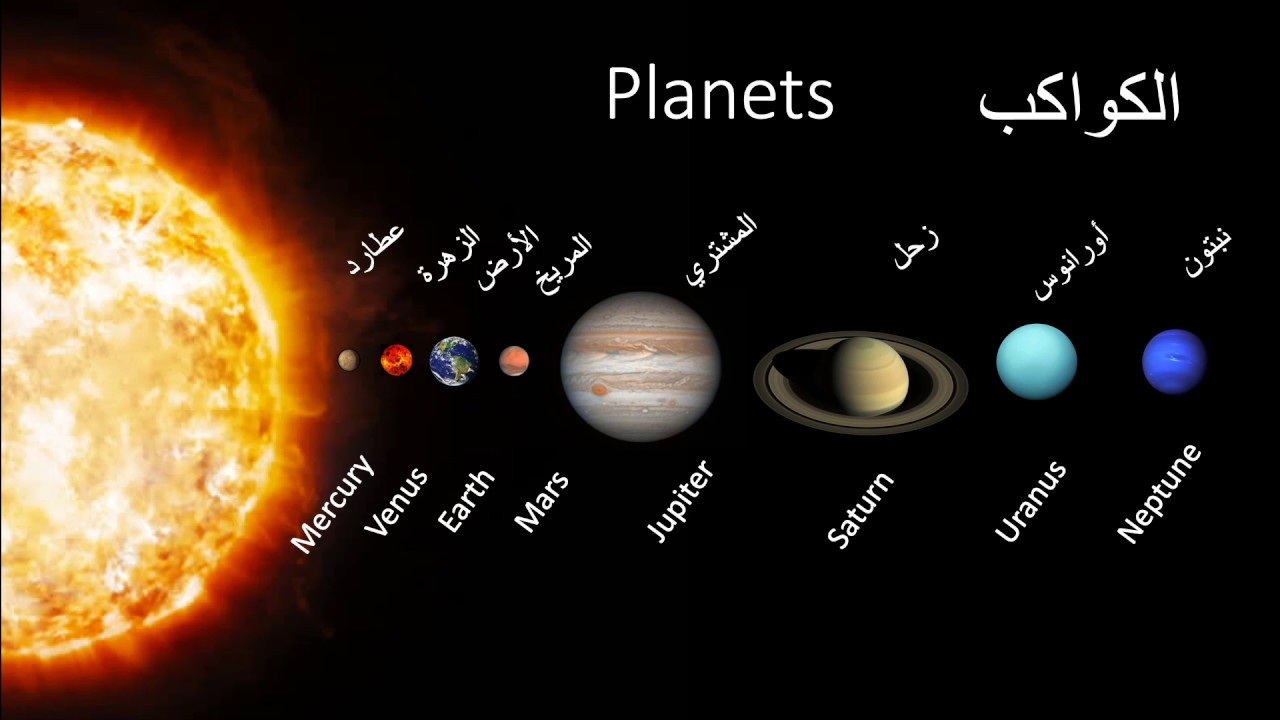 Planets
الكواكب
عطارد
الزهرة
الأرض
المريخ
المشتري
زحل
أورانوس
نبتون
Mercury
Venus
Earth
Mars
Jupiter
Saturn
Uranus
Neptune